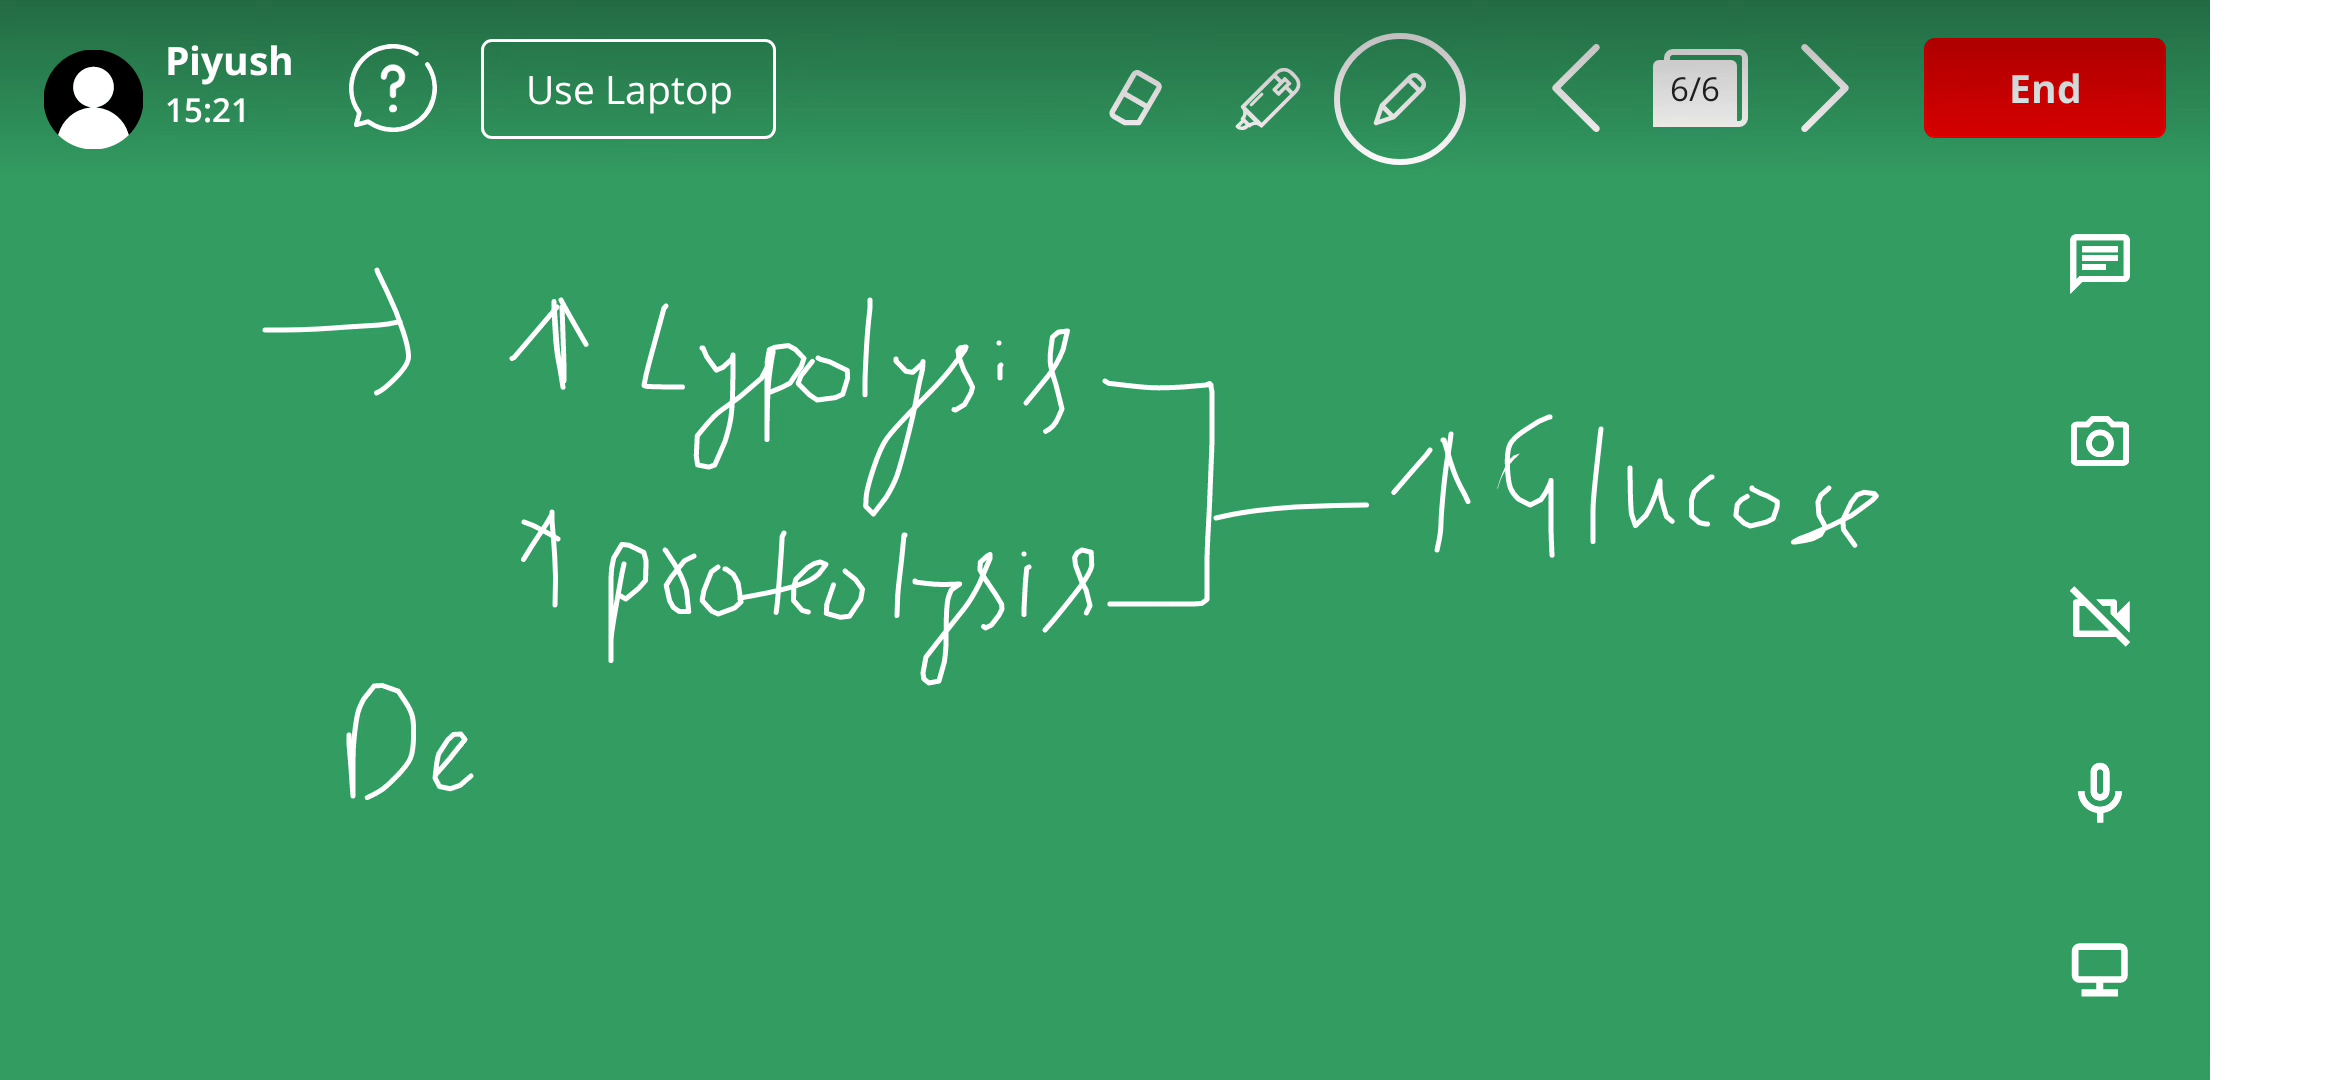 Piyush
15:21
Use Laptop
6/6
End
→ ↑ Lypolysis
↑ Glucose
↑ proteolysis
De